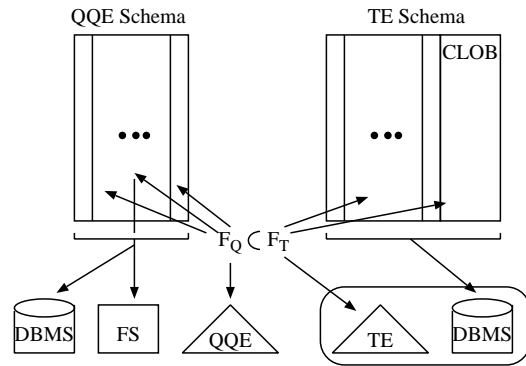 QQE Schema
TE Schema
CLOB
F_Q ⊂ F_T
DBMS
FS
QQE
TE
DBMS